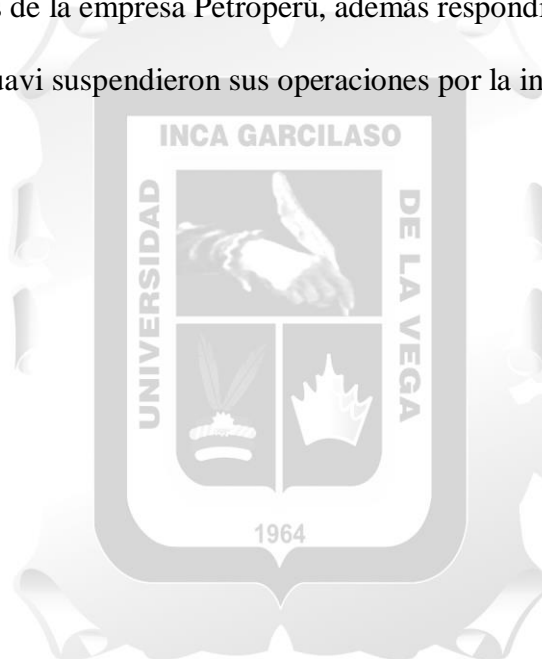 s de la empresa Petroperú, además respondi
uavi suspendieron sus operaciones por la in
INCA GARCILASO
UNIVERSIDAD
DE LA VEGA
1964